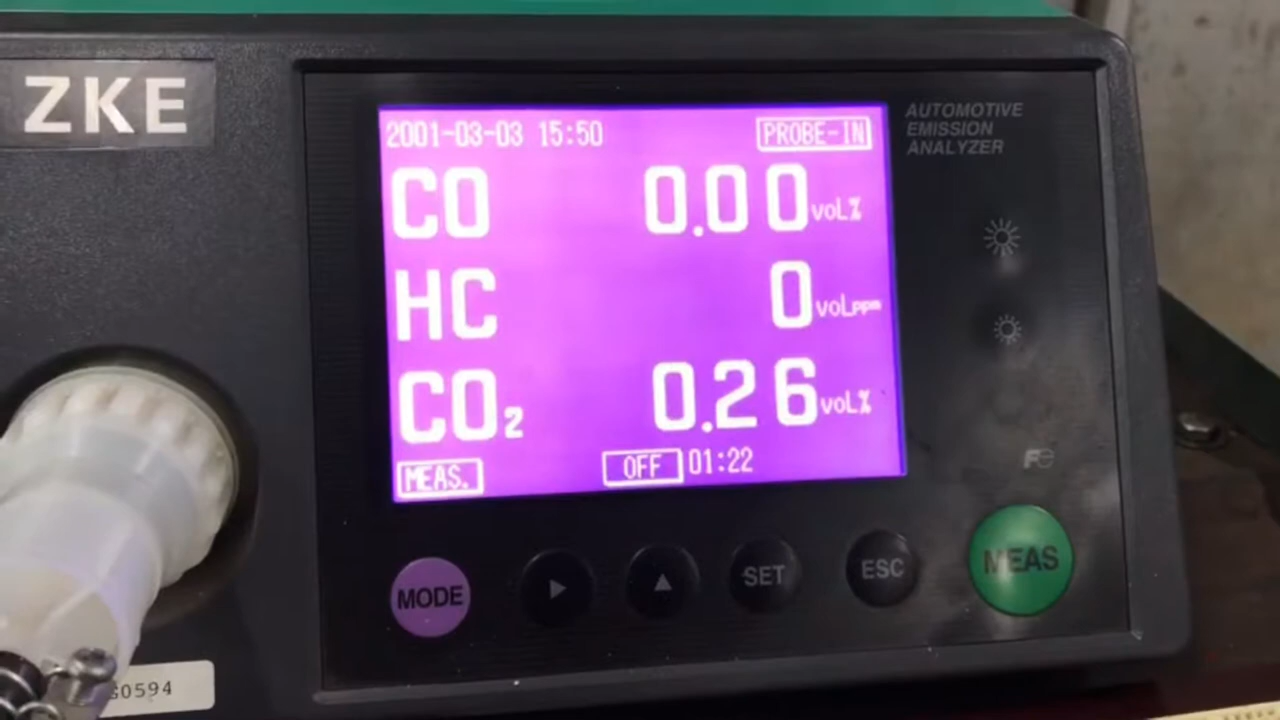 ZKE
2001-03-03 15:50 PROBE-IN
CO 0.00 voL%
HC 0 voLppm
CO₂ 0.26 voL%
MEAS. OFF 01:22
AUTOMOTIVE
EMISSION
ANALYZER
MODE SET ESC MEAS
0594